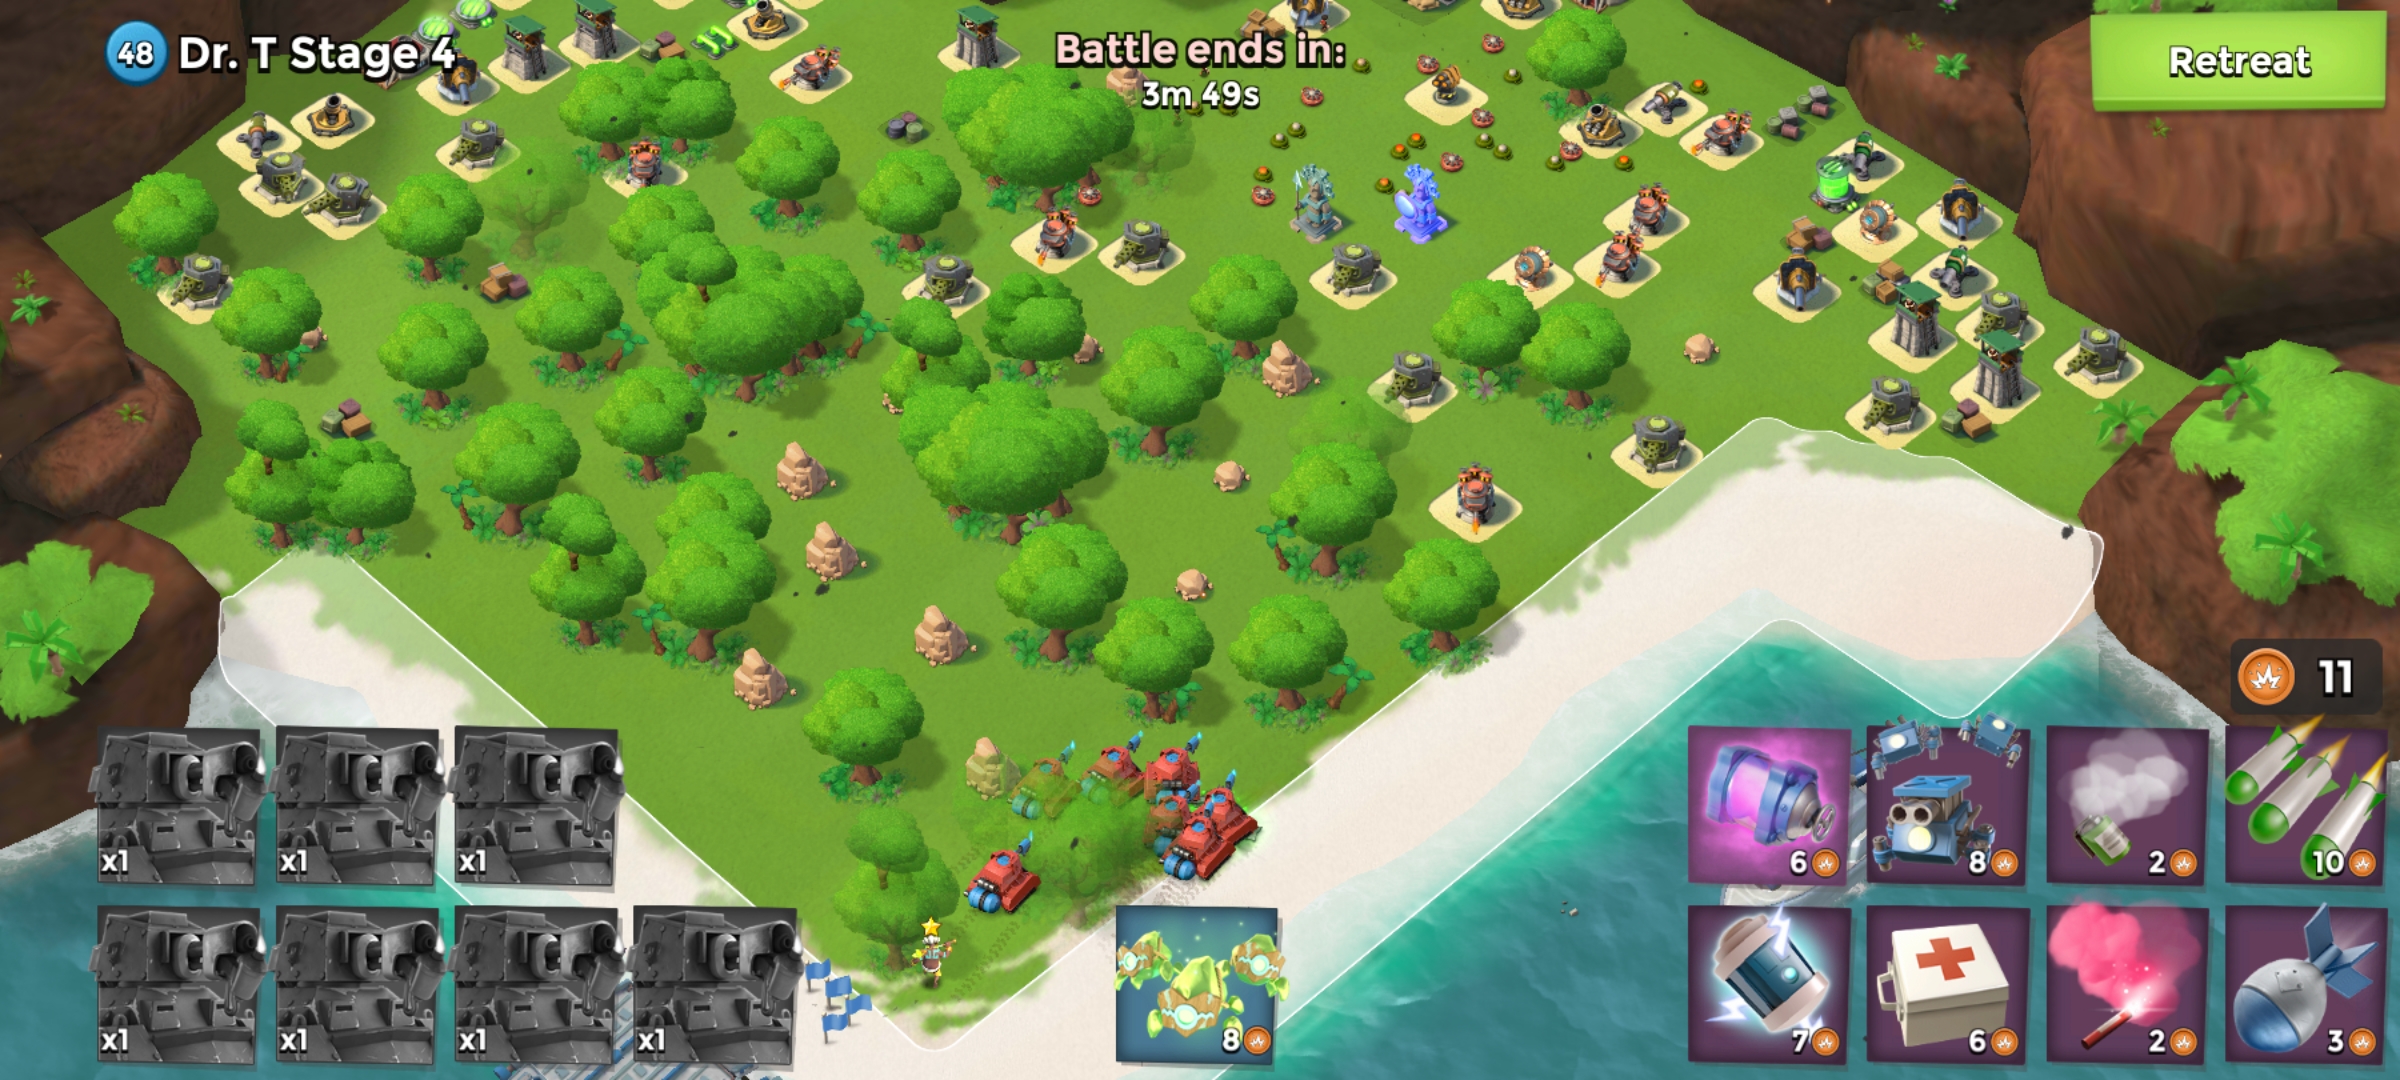 48 Dr. T Stage 4
Battle ends in:
3m 49s
Retreat
11
x1 x1 x1
6 8 2 10
x1 x1 x1 x1
8
7 6 2 3